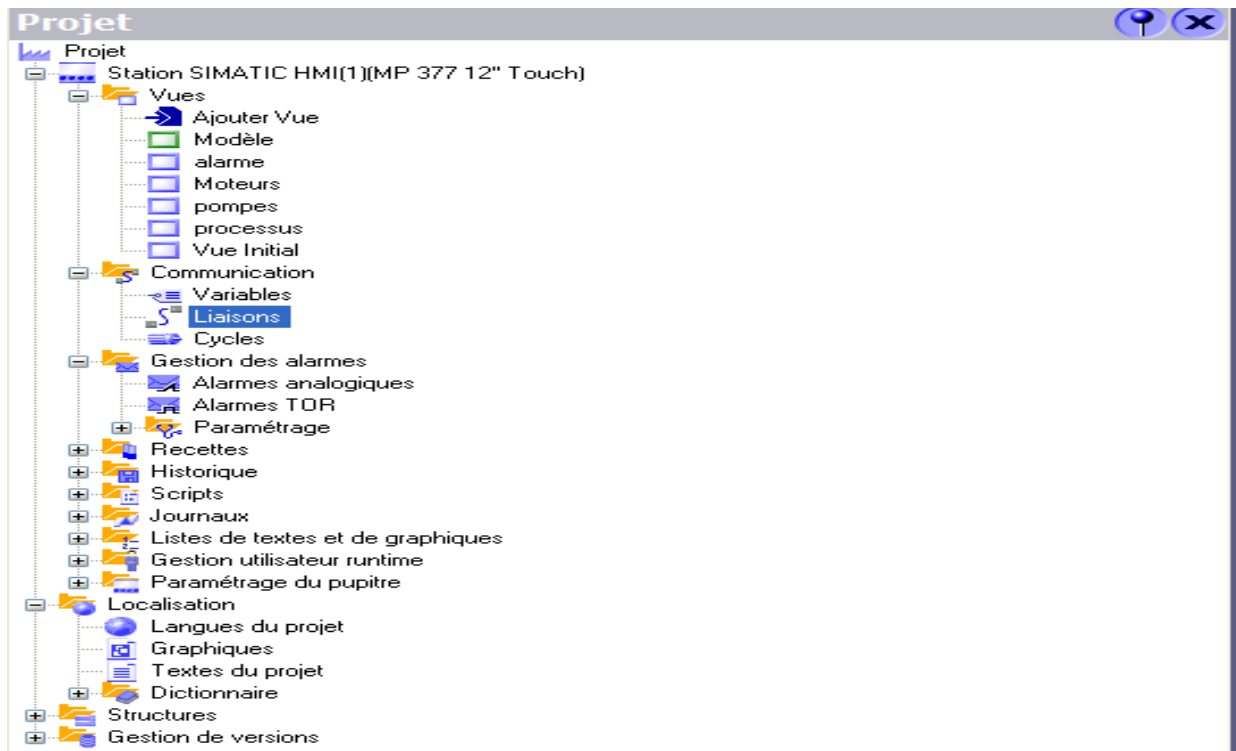 Projet
Projet
Station SIMATIC HMI(1)(MP 377 12" Touch)
Vues
Ajouter Vue
Modèle
alarme
Moteurs
pompes
processus
Vue Initial
Communication
Variables
Liaisons
Cycles
Gestion des alarmes
Alarmes analogiques
Alarmes TOR
Paramétrage
Recettes
Historique
Scripts
Journaux
Listes de textes et de graphiques
Gestion utilisateur runtime
Paramétrage du pupitre
Localisation
Langues du projet
Graphiques
Textes du projet
Dictionnaire
Structures
Gestion de versions